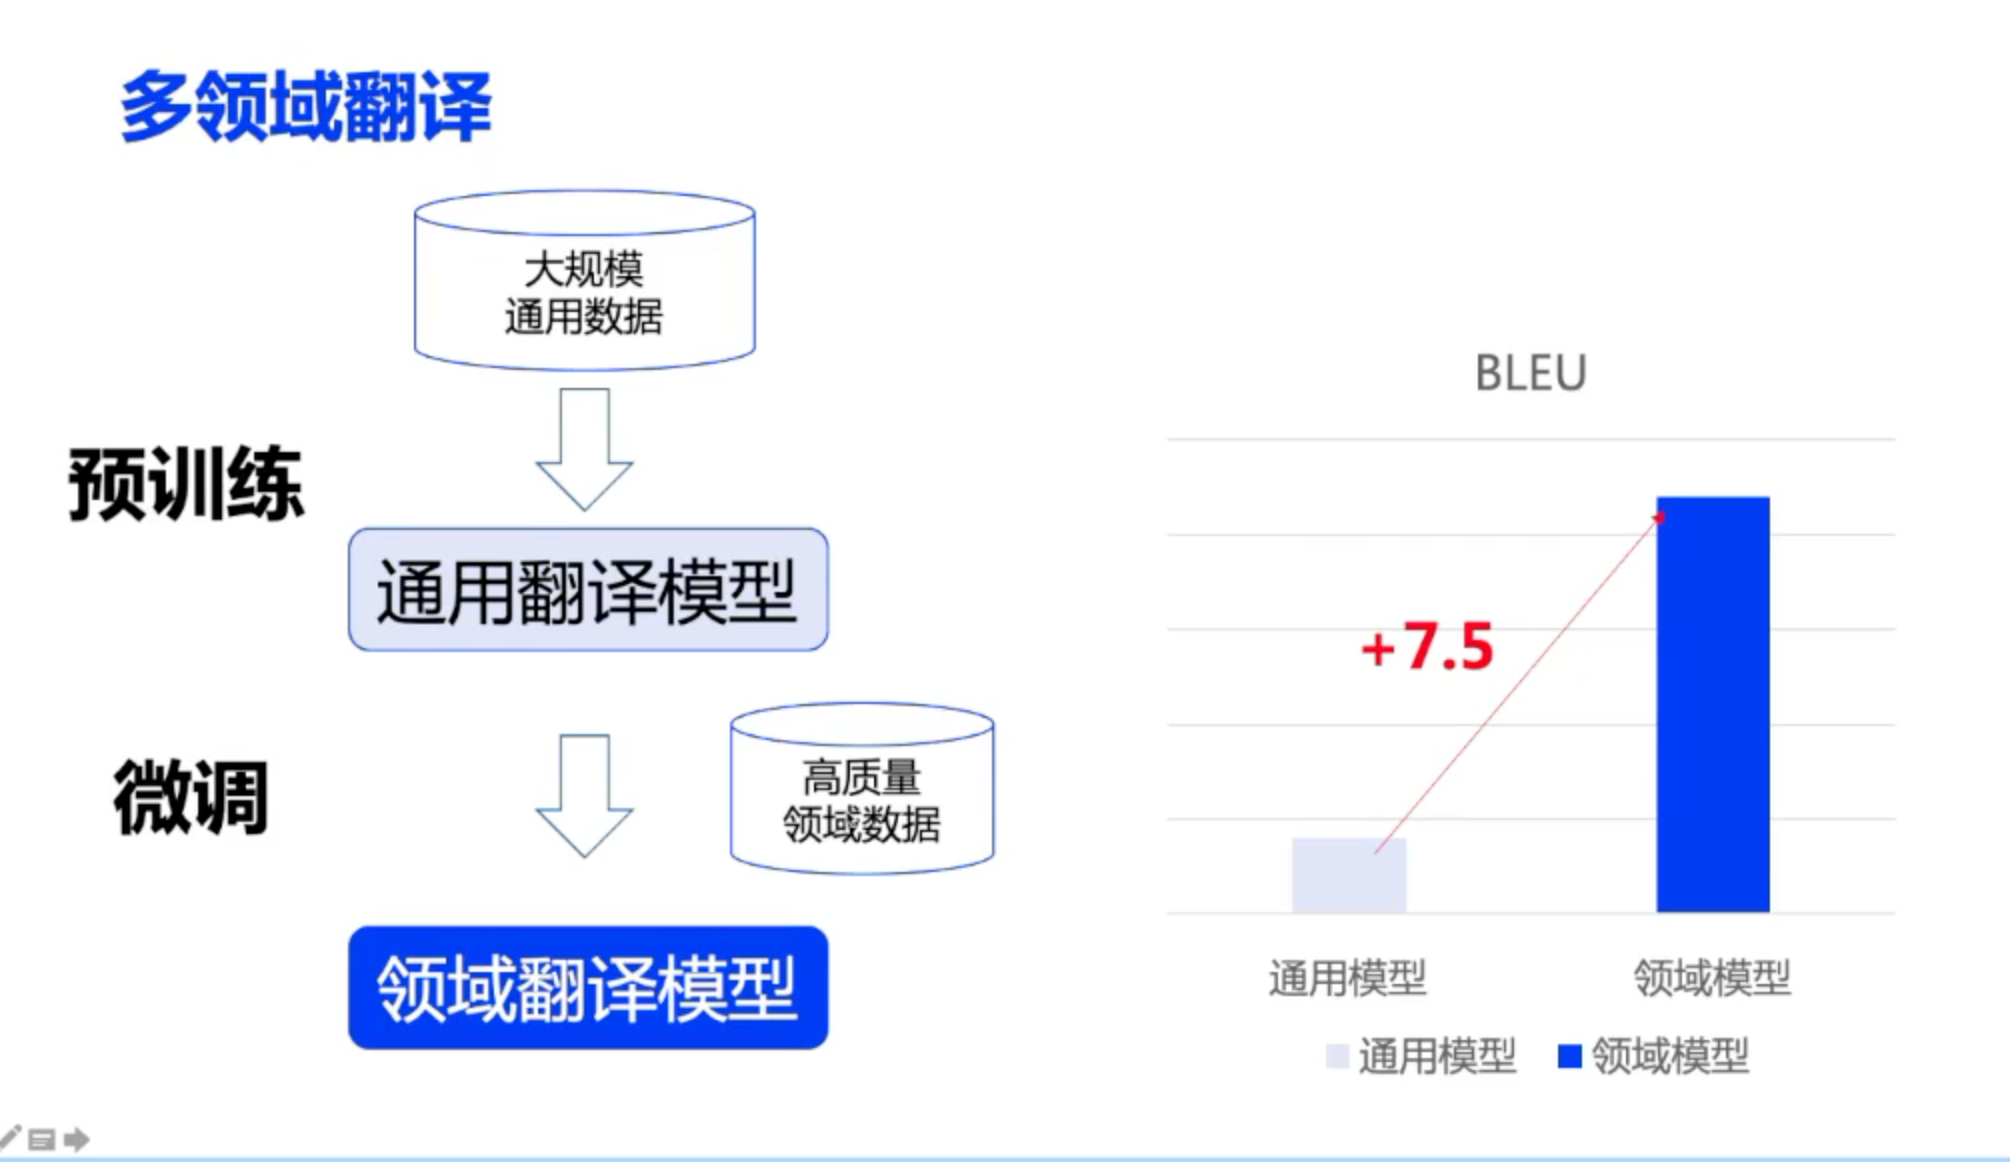 多领域翻译
大规模
通用数据
预训练
通用翻译模型
微调
高质量
领域数据
领域翻译模型
BLEU
+7.5
通用模型
领域模型
通用模型
领域模型